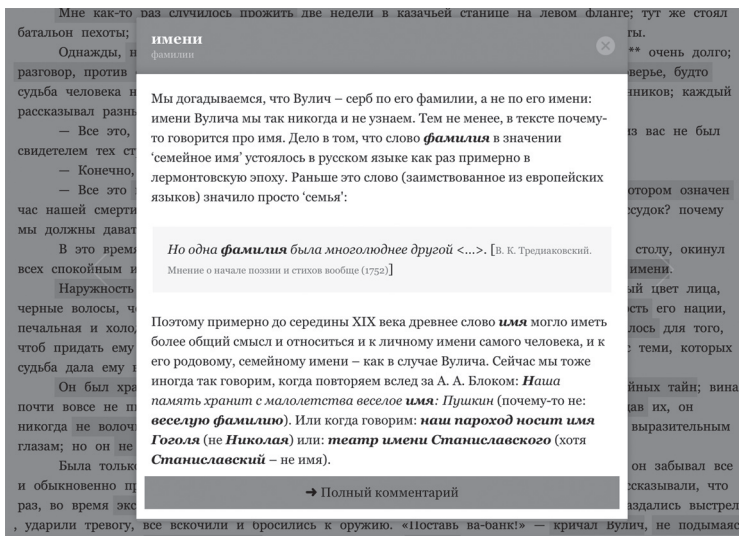 Мне как-то раз случилось прожить две недели в казачьей станице на левом фланге; тут же стоял
батальон пехоты;
Однажды, н
разговор, против
судьба человека н
рассказывал разны
— Все это,
свидетелем тех ст
— Конечно,
— Все это
час нашей смерти
мы должны дават
В это время
всех спокойным и
Наружность
черные волосы, ч
печальная и холо
чтоб придать ему
судьба дала ему в
Он был хра
почти вовсе не п
никогда не волоч
глазам; но он не
Была только
и обыкновенно пр
раз, во время экс
имени
фамилии
Мы догадываемся, что Вулич – серб по его фамилии, а не по его имени:
имени Вулича мы так никогда и не узнаем. Тем не менее, в тексте почему-
то говорится про имя. Дело в том, что слово фамилия в значении
‘семейное имя’ устоялось в русском языке как раз примерно в
лермонтовскую эпоху. Раньше это слово (заимствованное из европейских
языков) значило просто ‘семья’:
Но одна фамилия была многолюднее другой <...>. [В. К. Тредиаковский.
Мнение о начале поэзии и стихов вообще (1752)]
Поэтому примерно до середины XIX века древнее слово имя могло иметь
более общий смысл и относиться и к личному имени самого человека, и к
его родовому, семейному имени – как в случае Вулича. Сейчас мы тоже
иногда так говорим, когда повторяем вслед за А. А. Блоком: Наша
память хранит с малолетства веселое имя: Пушкин (почему-то не:
веселую фамилию). Или когда говорим: наш пароход носит имя
Гоголя (не Николая) или: театр имени Станиславского (хотя
Станиславский – не имя).
➔ Полный комментарий
ты.
** очень долго;
верье, будто
нников; каждый
из вас не был
отором означен
ссудок? почему
столу, окинул
имени.
ый цвет лица,
сть его нации,
лось для того,
с теми, которых
йных тайн; вина
ав их, он
выразительным
он забывал все
ссказывали, что
аздались выстрел
, ударили тревогу, все вскочили и бросились к оружию. «Поставь ва-банк!» — кричал Вулич, не подымаяс